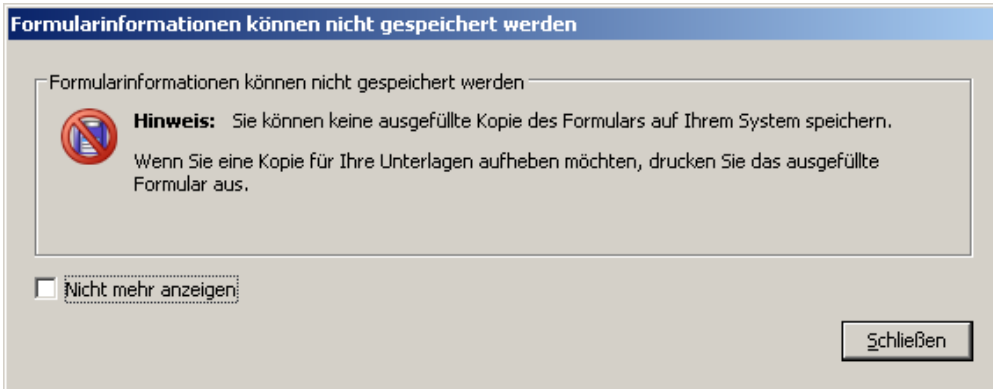 Formularinformationen können nicht gespeichert werden
Formularinformationen können nicht gespeichert werden
Hinweis: Sie können keine ausgefüllte Kopie des Formulars auf Ihrem System speichern.
Wenn Sie eine Kopie für Ihre Unterlagen aufheben möchten, drucken Sie das ausgefüllte
Formular aus.
Nicht mehr anzeigen
Schließen